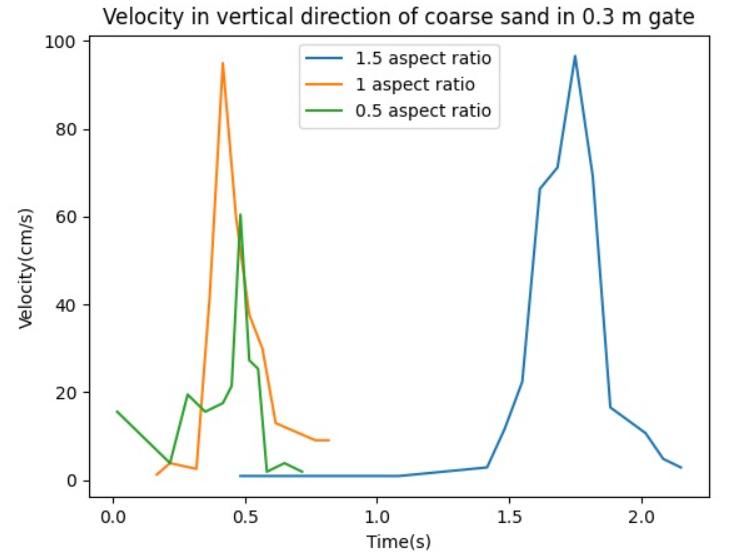 Velocity in vertical direction of coarse sand in 0.3 m gate
1.5 aspect ratio
1 aspect ratio
0.5 aspect ratio
100
80
60
40
20
0
Velocity(cm/s)
0.0 0.5 1.0 1.5 2.0
Time(s)